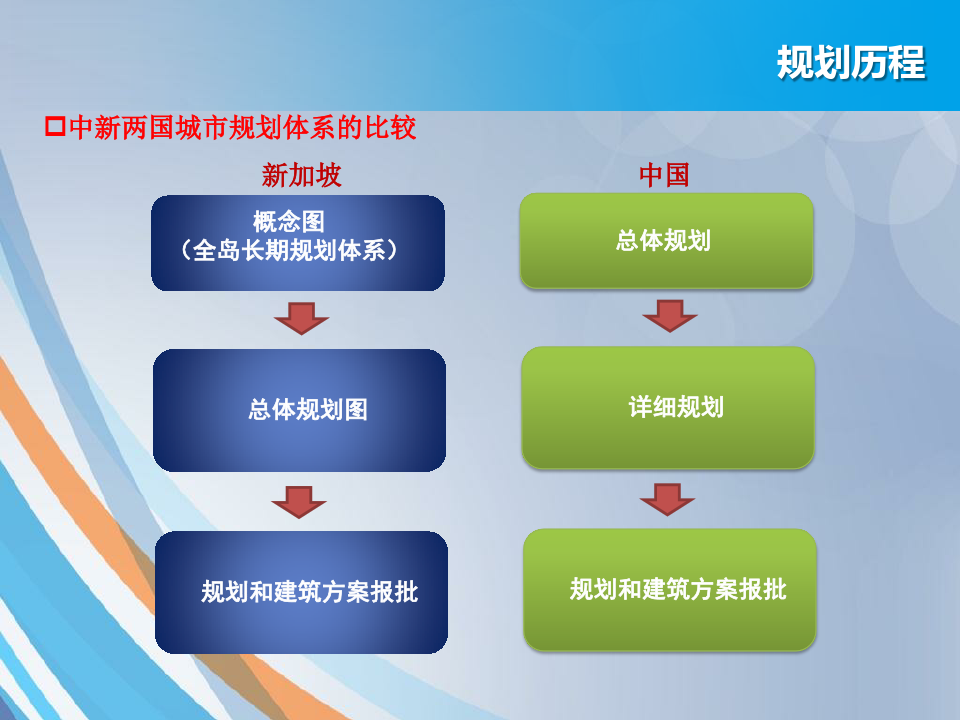 规划历程
中新两国城市规划体系的比较
新加坡
中国
概念图
（全岛长期规划体系）
总体规划
总体规划图
详细规划
规划和建筑方案报批
规划和建筑方案报批